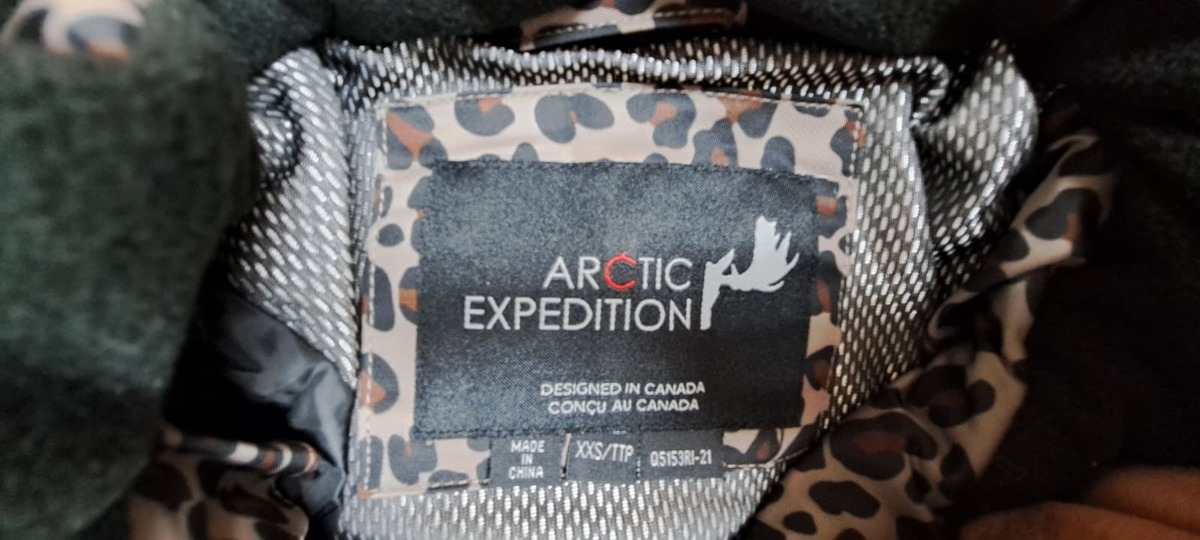 ARCTIC
EXPEDITION
DESIGNED IN CANADA
CONÇU AU CANADA
MADE
IN
CHINA
XXS/TTP
Q5153RI-21